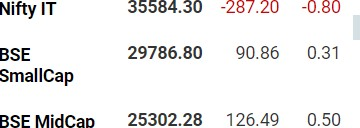 Nifty IT 35584.30 -287.20 -0.80
BSE 29786.80 90.86 0.31
SmallCap
BSE MidCap 25302.28 126.49 0.50